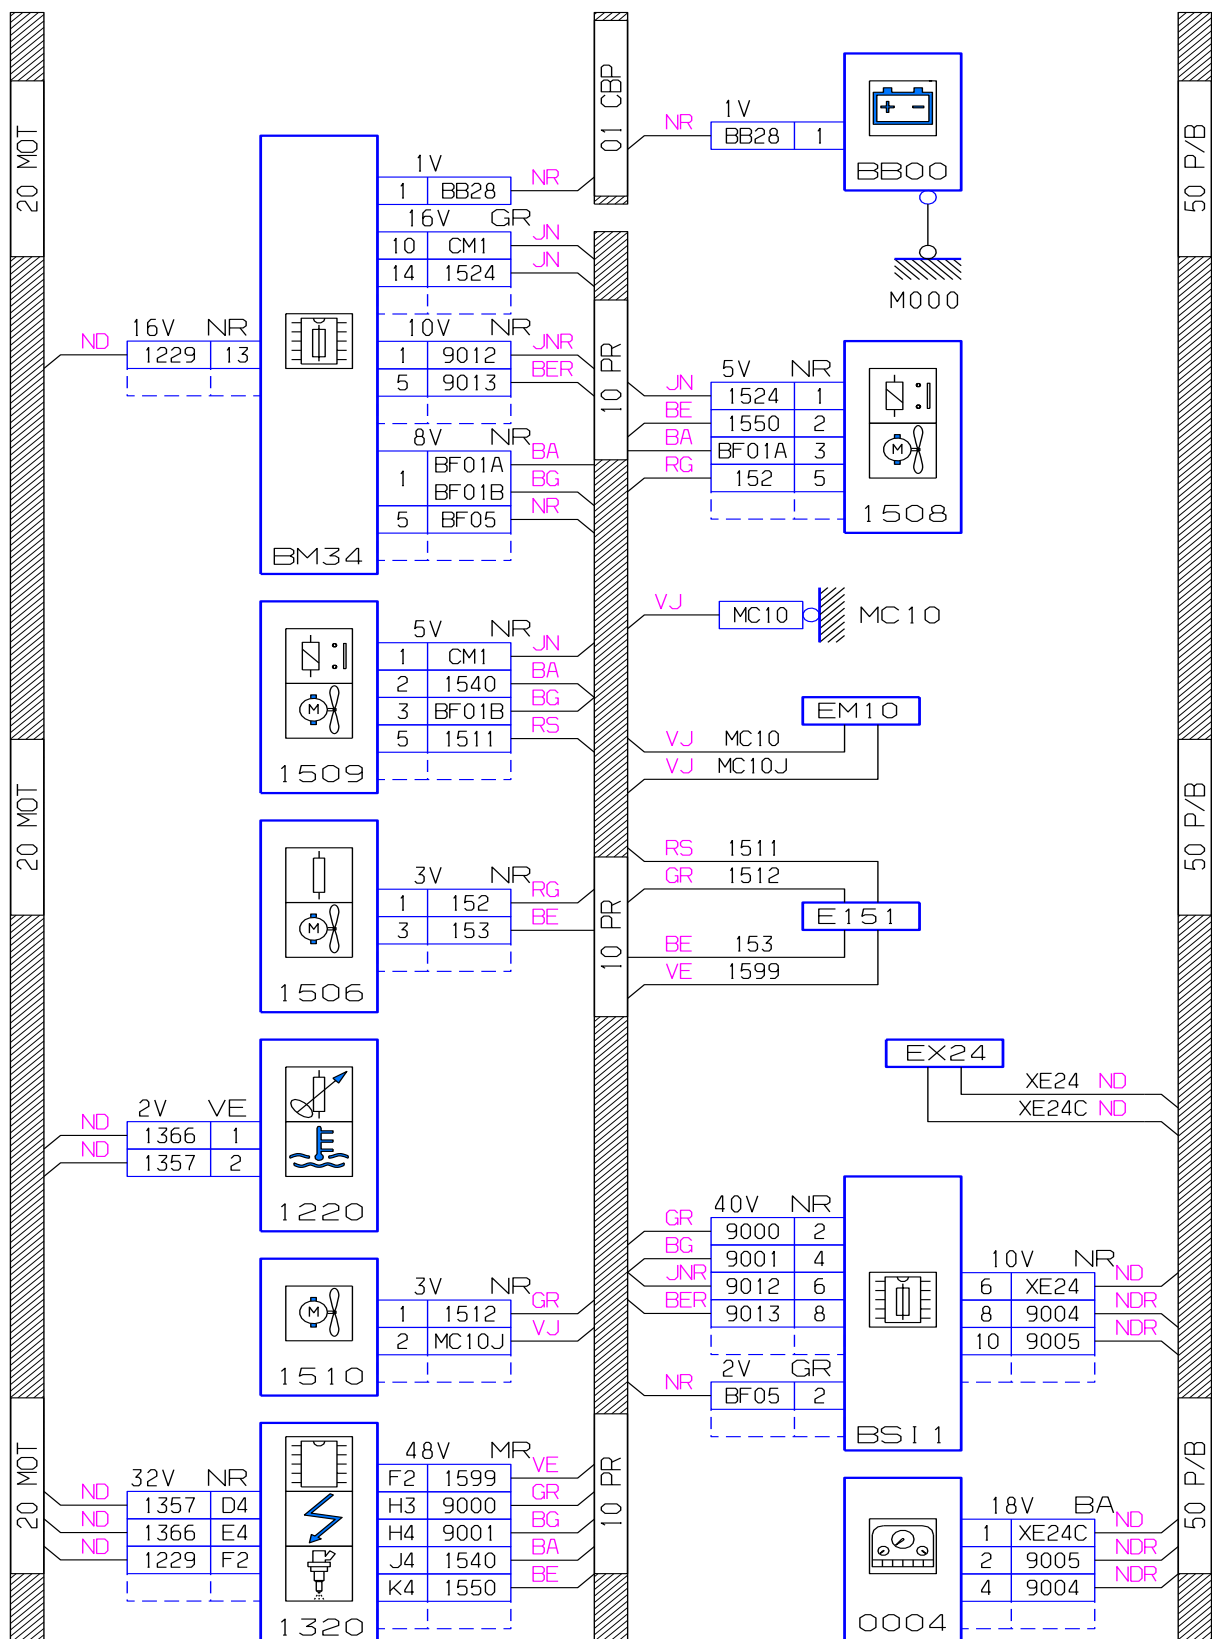 20 MOT
01 CBP
50 P/B
NR
1V
BB28 1
BB00
M000
1V
1 BB28 NR
16V GR
10 CM1 JN
14 1524 JN
ND
16V NR
1229 13
10V NR
1 9012 JNR
5 9013 BER
8V NR
1 BF01A BA
BF01B BG
5 BF05 NR
BM34
10 PR
5V NR
JN 1524 1
BE 1550 2
BA BF01A 3
RG 152 5
1508
VJ MC10 MC10
5V NR
1 CM1 JN
2 1540 BA
3 BF01B BG
5 1511 RS
1509
EM10
VJ MC10
VJ MC10J
20 MOT
50 P/B
3V NR
1 152 RG
3 153 BE
1506
10 PR
RS 1511
GR 1512
E151
BE 153
VE 1599
EX24
XE24 ND
XE24C ND
2V VE
ND 1366 1
ND 1357 2
1220
40V NR
GR 9000 2
BG 9001 4
JNR 9012 6
BER 9013 8
2V GR
NR BF05 2
BSI1
10V NR
6 XE24 ND
8 9004 NDR
10 9005 NDR
3V NR
1 1512 GR
2 MC10J VJ
1510
20 MOT
10 PR
50 P/B
32V NR
ND 1357 D4
ND 1366 E4
ND 1229 F2
48V MR
F2 1599 VE
H3 9000 GR
H4 9001 BG
J4 1540 BA
K4 1550 BE
1320
18V BA
1 XE24C ND
2 9005 NDR
4 9004 NDR
0004